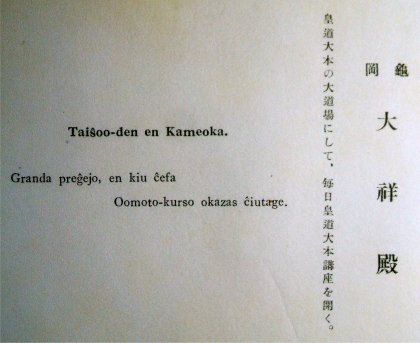 龜岡 大祥殿
皇道大本の大道場にして、毎日皇道大本講座を開く。
Taiŝoo-den en Kameoka.
Granda preĝejo, en kiu ĉefa
Oomoto-kurso okazas ĉiutage.